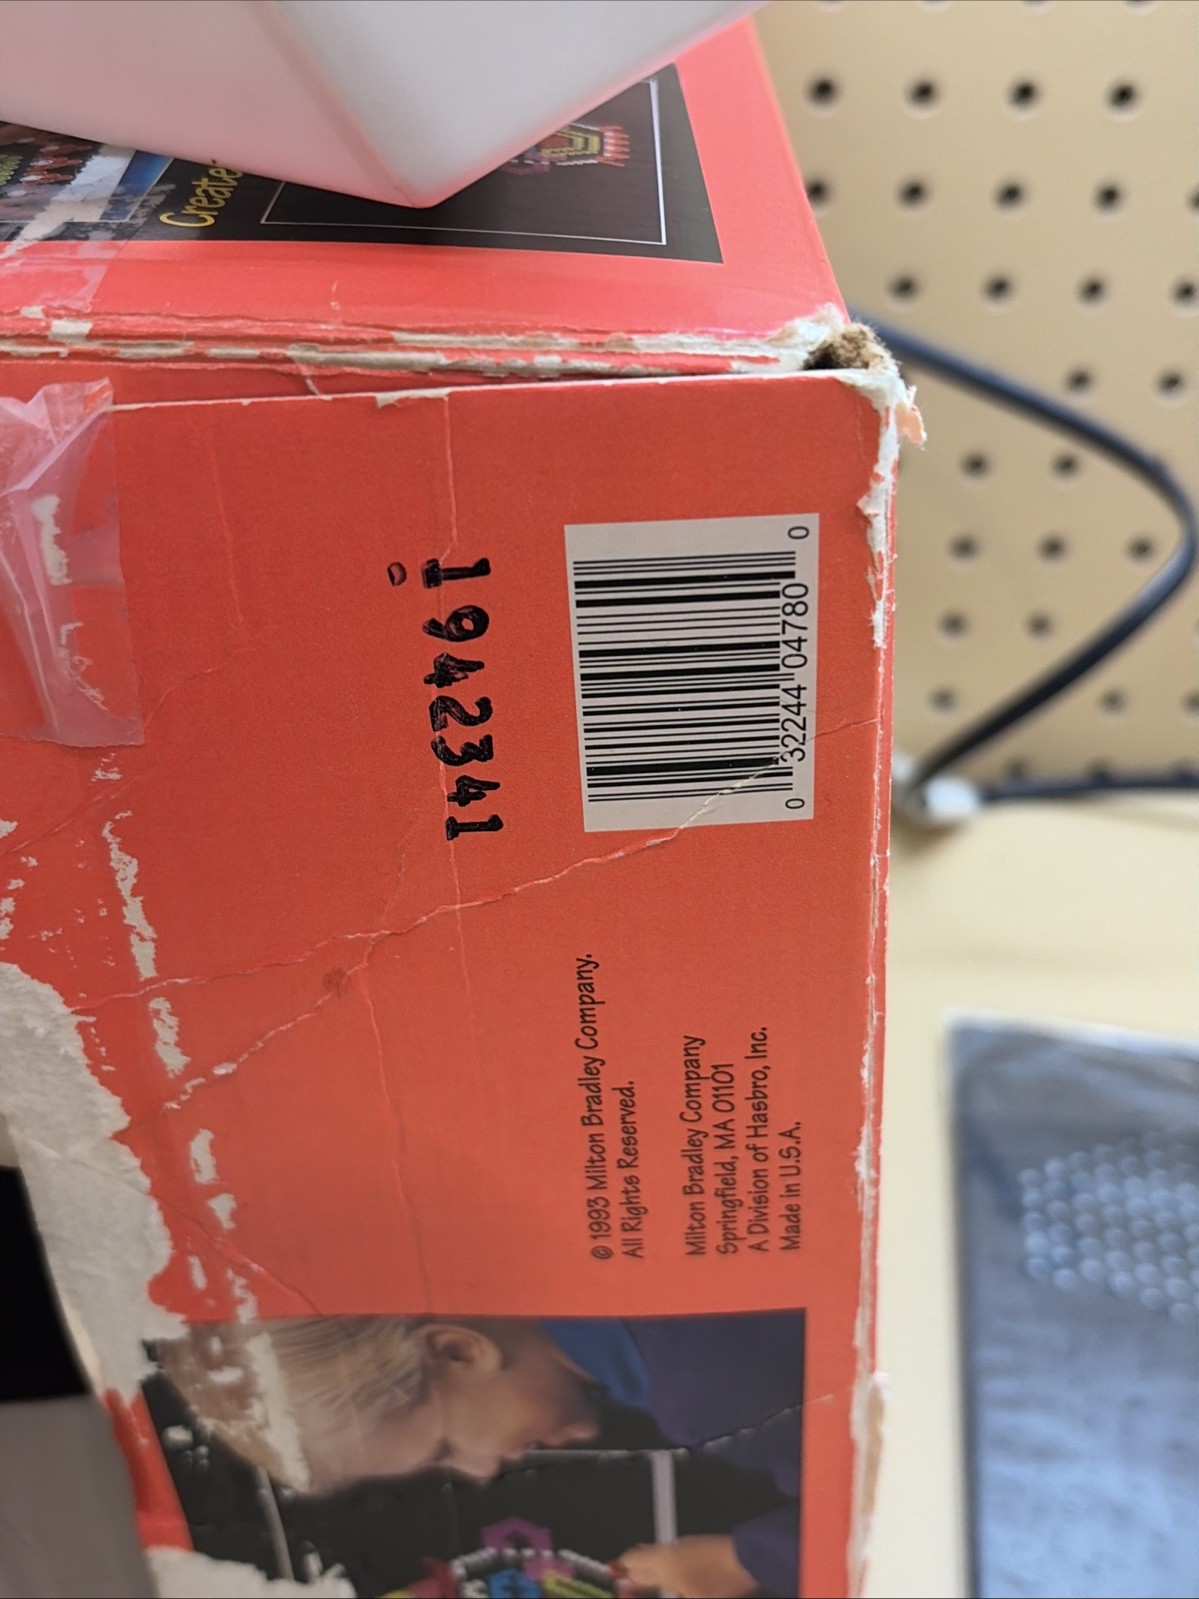 Create
1942341
0 32244 04780 0
© 1993 Milton Bradley Company.
All Rights Reserved.
Milton Bradley Company
Springfield, MA 01101
A Division of Hasbro, Inc.
Made in U.S.A.